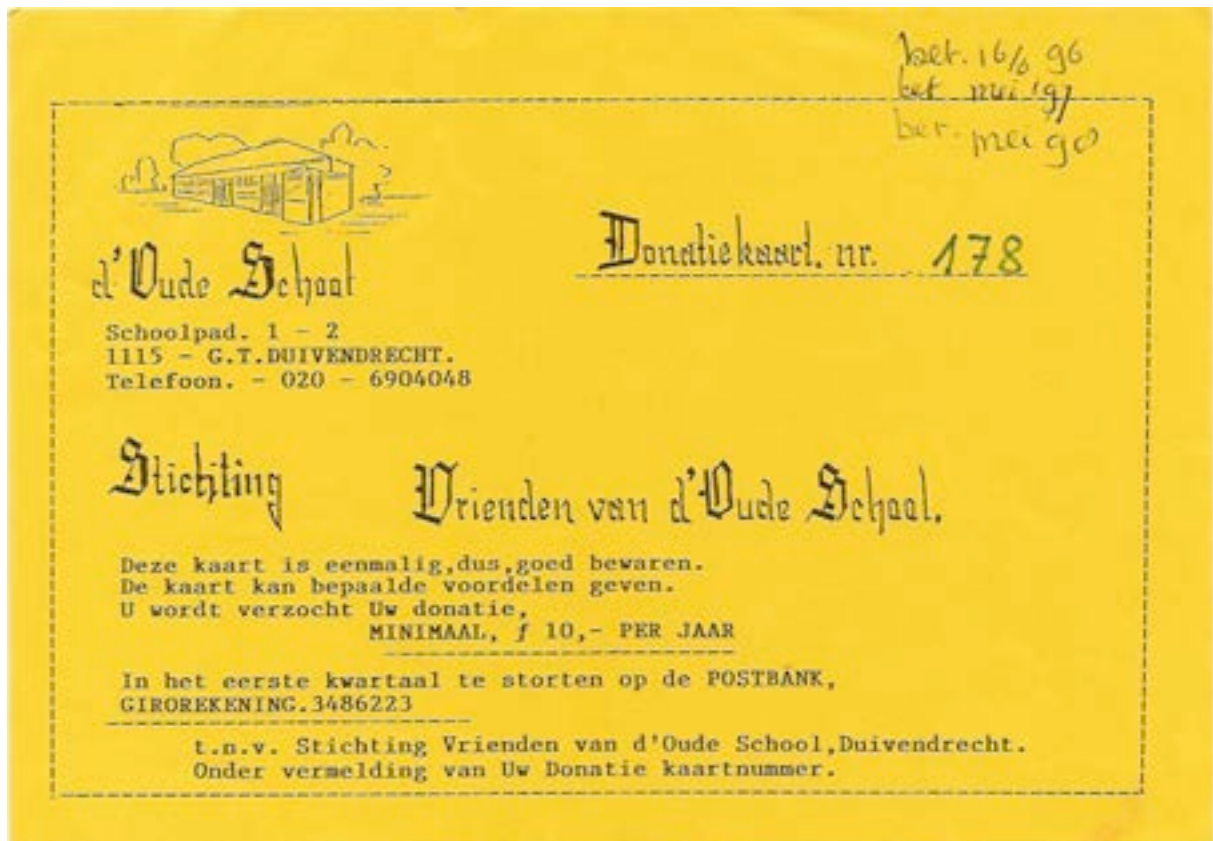 bet. 16/6 96
bet mei '97
bet. mei 98
Donatiekaart. nr. 178
d'Oude School
Schoolpad. 1 - 2
1115 - G.T.DUIVENDRECHT.
Telefoon. - 020 - 6904048
Stichting Vrienden van d'Oude School.
Deze kaart is eenmalig,dus,goed bewaren.
De kaart kan bepaalde voordelen geven.
U wordt verzocht Uw donatie,
MINIMAAL, ƒ 10,- PER JAAR
In het eerste kwartaal te storten op de POSTBANK,
GIROREKENING.3486223
t.n.v. Stichting Vrienden van d'Oude School,Duivendrecht.
Onder vermelding van Uw Donatie kaartnummer.